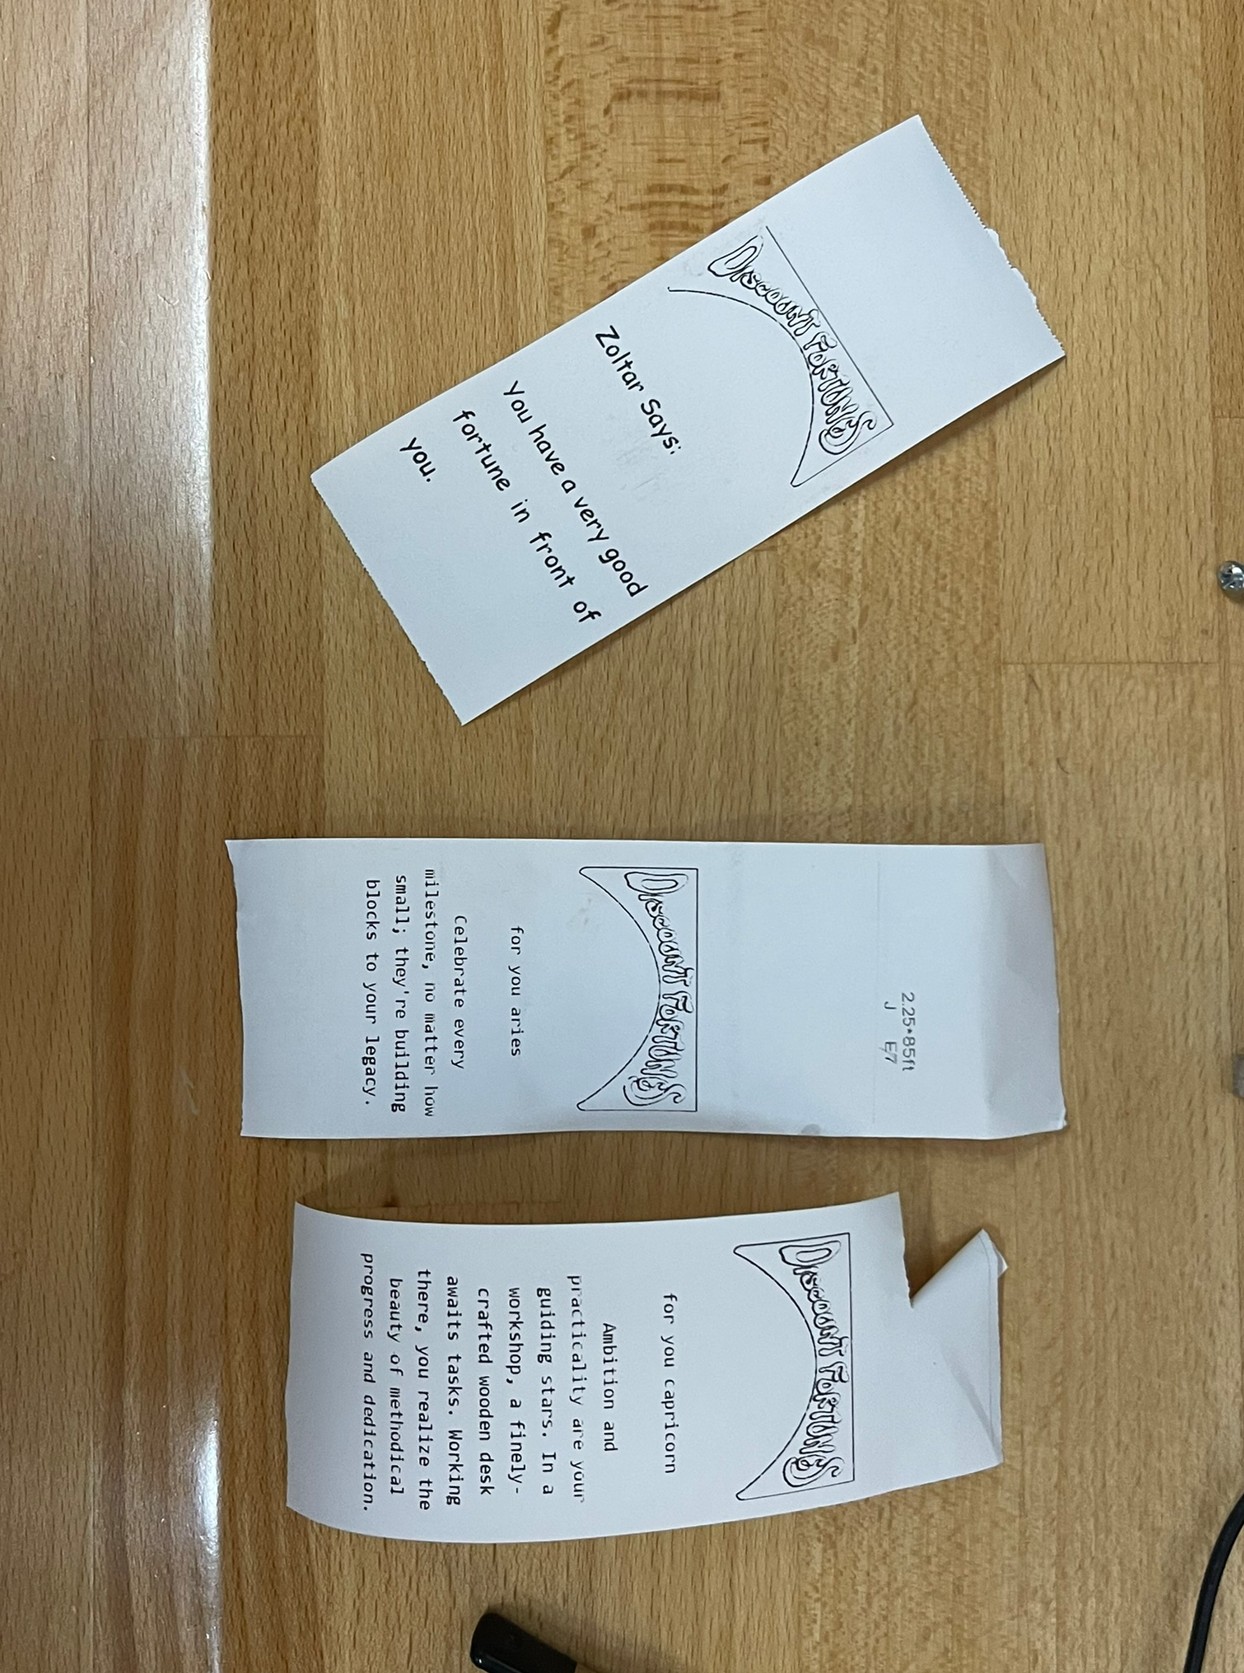 DISCOUNT FORTUNES
Zoltar Says:
You have a very good
fortune in front of
you.
2.25*85ft
J E7
DISCOUNT FORTUNES
for you aries
Celebrate every
milestone, no matter how
small; they're building
blocks to your legacy.
DISCOUNT FORTUNES
for you capricorn
Ambition and
practicality are your
guiding stars. In a
workshop, a finely-
crafted wooden desk
awaits tasks. Working
there, you realize the
beauty of methodical
progress and dedication.